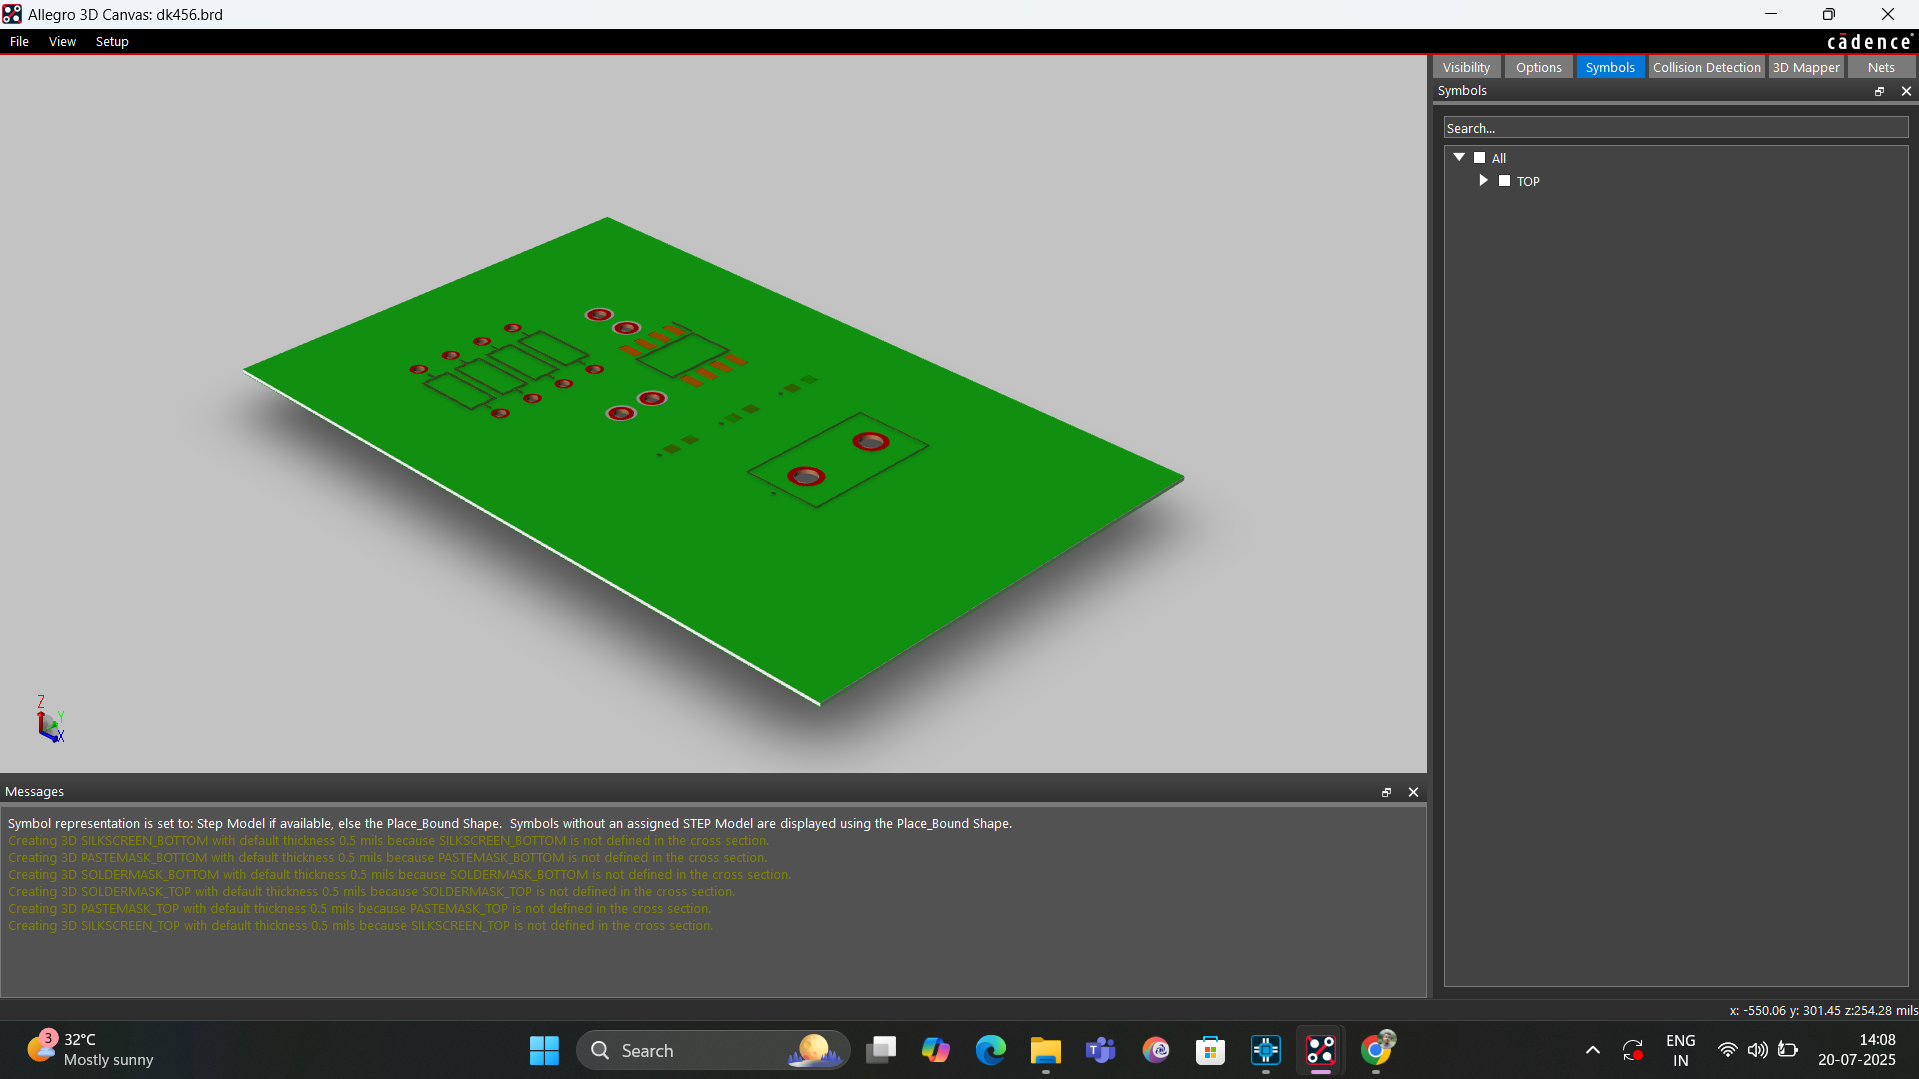 Allegro 3D Canvas: dk456.brd
File View Setup
cādence
Visibility Options Symbols Collision Detection 3D Mapper Nets
Symbols
Search...
All
TOP
Z
Y
X
Messages
Symbol representation is set to: Step Model if available, else the Place_Bound Shape.  Symbols without an assigned STEP Model are displayed using the Place_Bound Shape.
Creating 3D SILKSCREEN_BOTTOM with default thickness 0.5 mils because SILKSCREEN_BOTTOM is not defined in the cross section.
Creating 3D PASTEMASK_BOTTOM with default thickness 0.5 mils because PASTEMASK_BOTTOM is not defined in the cross section.
Creating 3D SOLDERMASK_BOTTOM with default thickness 0.5 mils because SOLDERMASK_BOTTOM is not defined in the cross section.
Creating 3D SOLDERMASK_TOP with default thickness 0.5 mils because SOLDERMASK_TOP is not defined in the cross section.
Creating 3D PASTEMASK_TOP with default thickness 0.5 mils because PASTEMASK_TOP is not defined in the cross section.
Creating 3D SILKSCREEN_TOP with default thickness 0.5 mils because SILKSCREEN_TOP is not defined in the cross section.
x: -550.06 y: 301.45 z:254.28 mils
3
32°C
Mostly sunny
Search
ENG
IN
14:08
20-07-2025